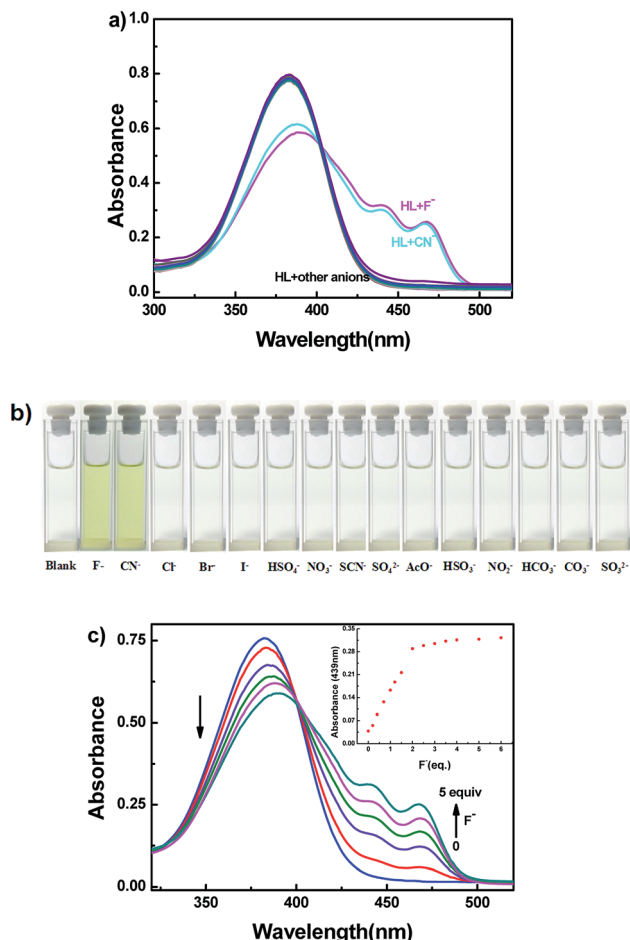 a)
1.0
0.8
0.6
0.4
0.2
0.0
Absorbance
HL+F⁻
HL+CN⁻
HL+other anions
300 350 400 450 500
Wavelength(nm)
b)
Blank F- CN⁻ Cl⁻ Br⁻ I⁻ HSO₄⁻ NO₃⁻ SCN⁻ SO₄²⁻ AcO⁻ HSO₃⁻ NO₂⁻ HCO₃⁻ CO₃⁻ SO₃²⁻
c)
0.75
0.50
0.25
0.00
Absorbance
0.35
0.28
0.21
0.14
0.07
0.00
Absorbance (439nm)
0 1 2 3 4 5 6
F⁻(eq.)
5 equiv
F⁻
0
350 400 450 500
Wavelength(nm)